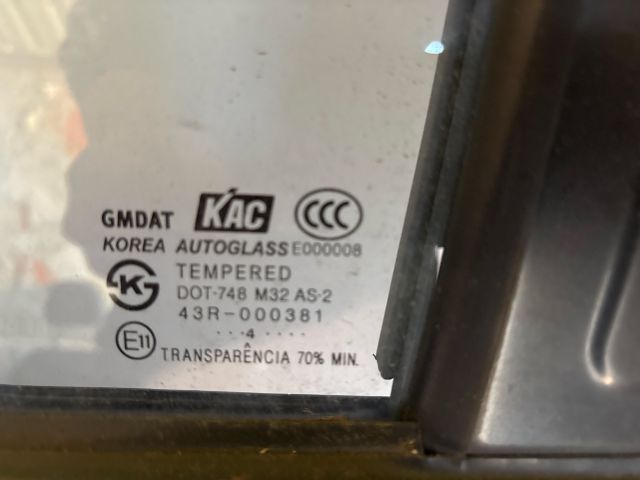 GMDAT KAC CCC
KOREA AUTOGLASS E000008
K TEMPERED
DOT-748 M32 AS-2
43R-000381
···4····
E11 TRANSPARÊNCIA 70% MIN.